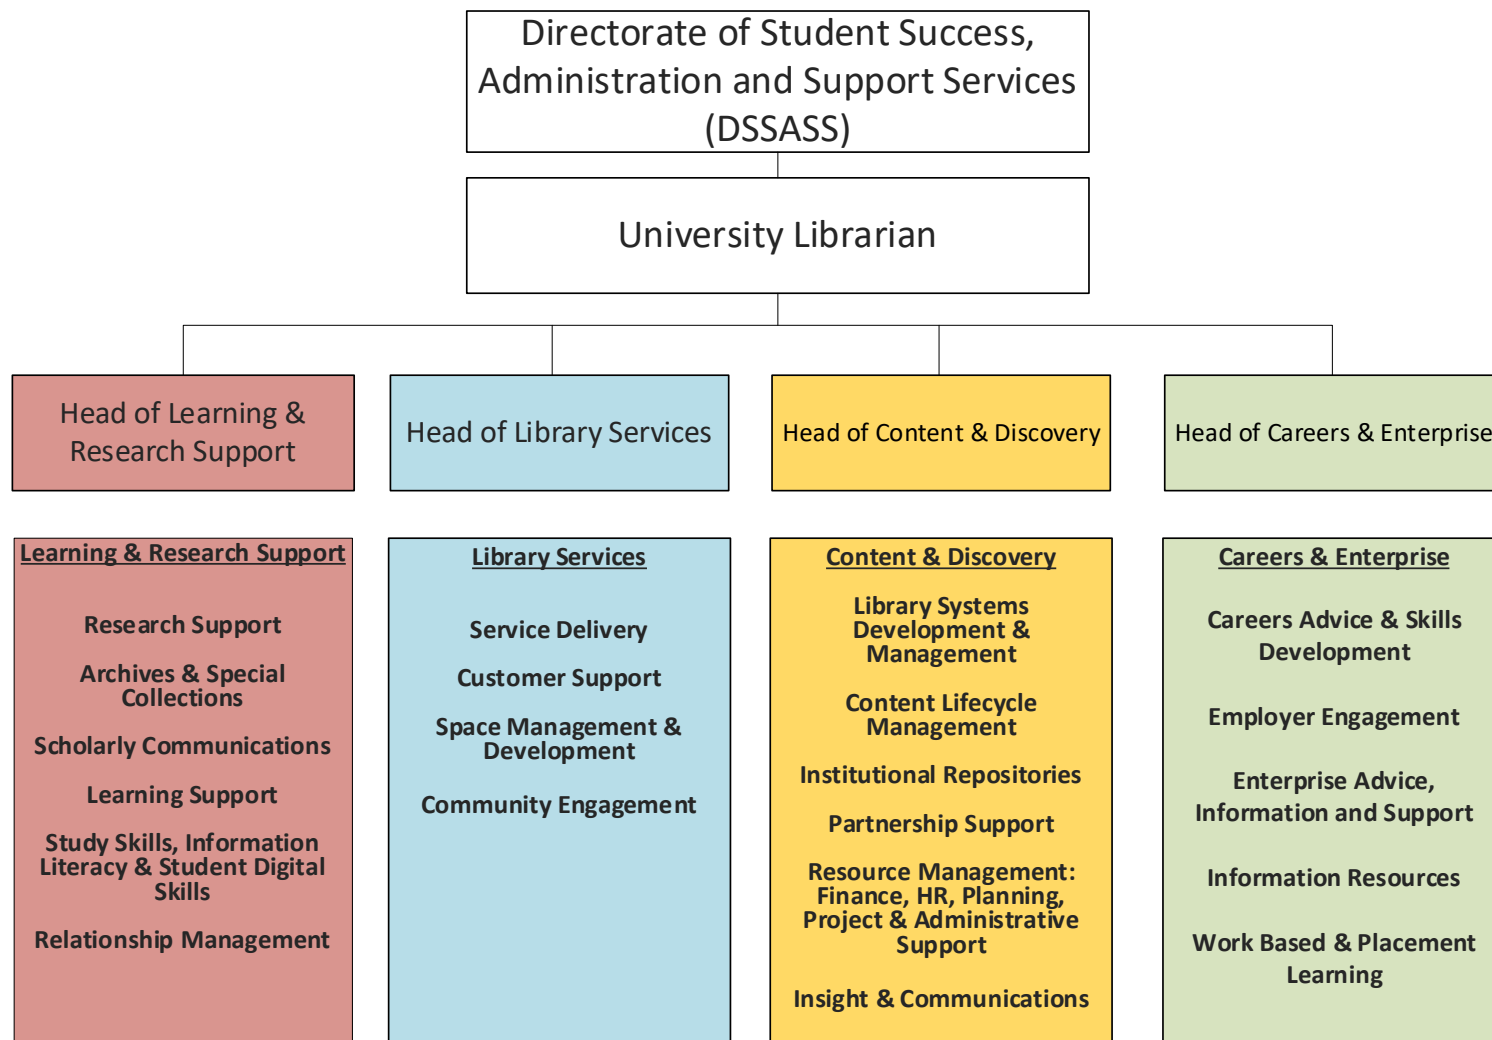 Directorate of Student Success,
Administration and Support Services
(DSSASS)
University Librarian
Head of Learning &
Research Support
Head of Library Services
Head of Content & Discovery
Head of Careers & Enterprise
Learning & Research Support
Research Support
Archives & Special
Collections
Scholarly Communications
Learning Support
Study Skills, Information
Literacy & Student Digital
Skills
Relationship Management
Library Services
Service Delivery
Customer Support
Space Management &
Development
Community Engagement
Content & Discovery
Library Systems
Development &
Management
Content Lifecycle
Management
Institutional Repositories
Partnership Support
Resource Management:
Finance, HR, Planning,
Project & Administrative
Support
Insight & Communications
Careers & Enterprise
Careers Advice & Skills
Development
Employer Engagement
Enterprise Advice,
Information and Support
Information Resources
Work Based & Placement
Learning